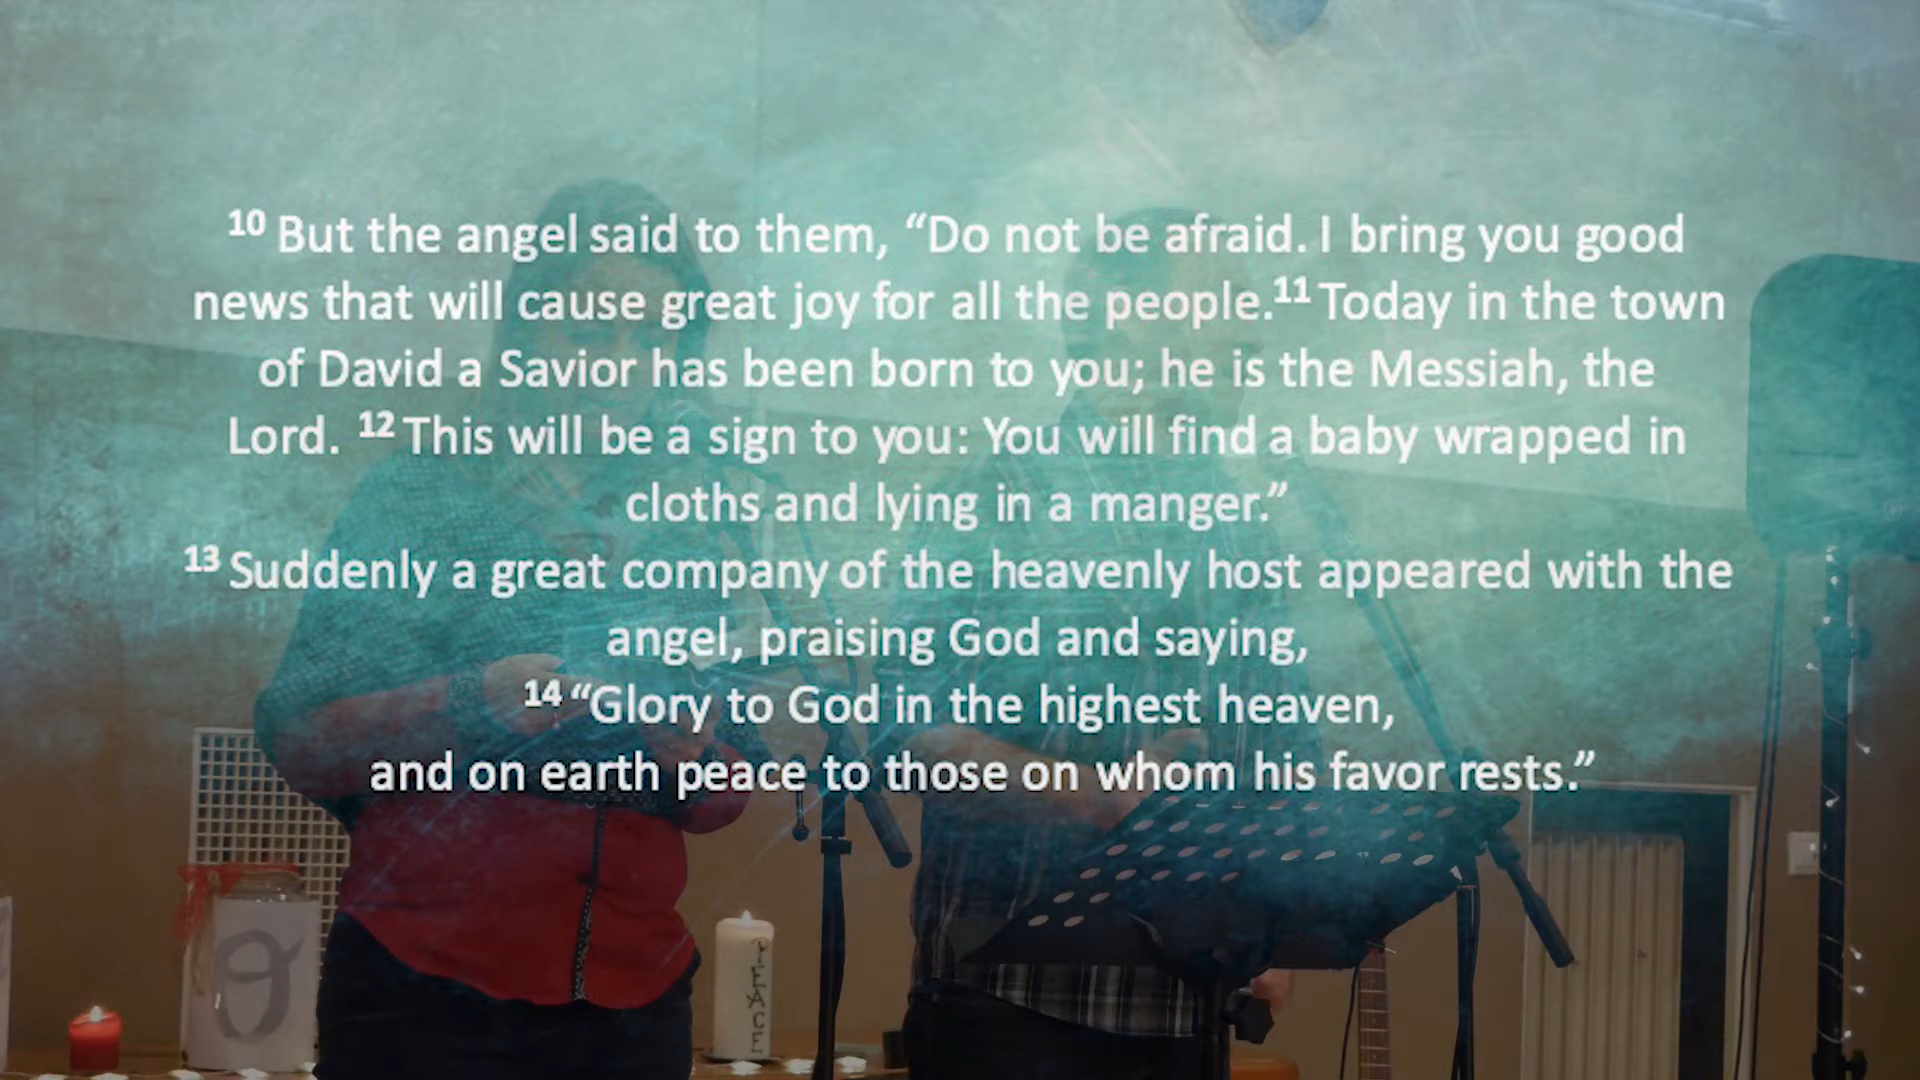 10 But the angel said to them, “Do not be afraid. I bring you good
news that will cause great joy for all the people.11 Today in the town
of David a Savior has been born to you; he is the Messiah, the
Lord. 12 This will be a sign to you: You will find a baby wrapped in
cloths and lying in a manger.”
13 Suddenly a great company of the heavenly host appeared with the
angel, praising God and saying,
14 “Glory to God in the highest heaven,
and on earth peace to those on whom his favor rests.”
O
PEACE